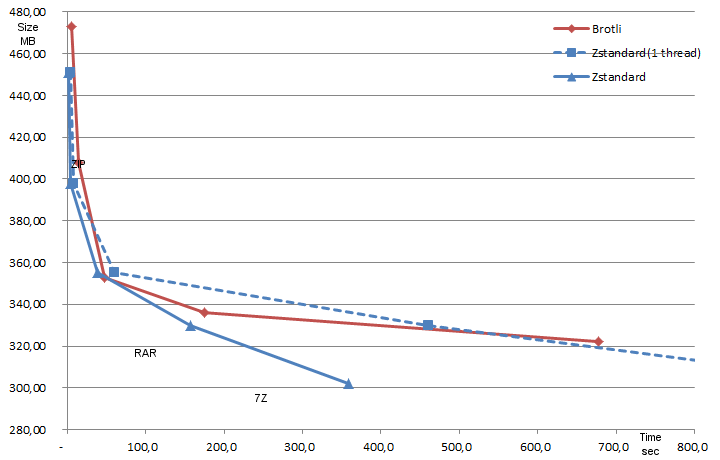 480,00
Size
MB
460,00
440,00
420,00
400,00
380,00
360,00
340,00
320,00
300,00
280,00
Brotli
Zstandard (1 thread)
Zstandard
ZIP
RAR
7Z
-
100,0
200,0
300,0
400,0
500,0
600,0
700,0
800,0
Time
sec